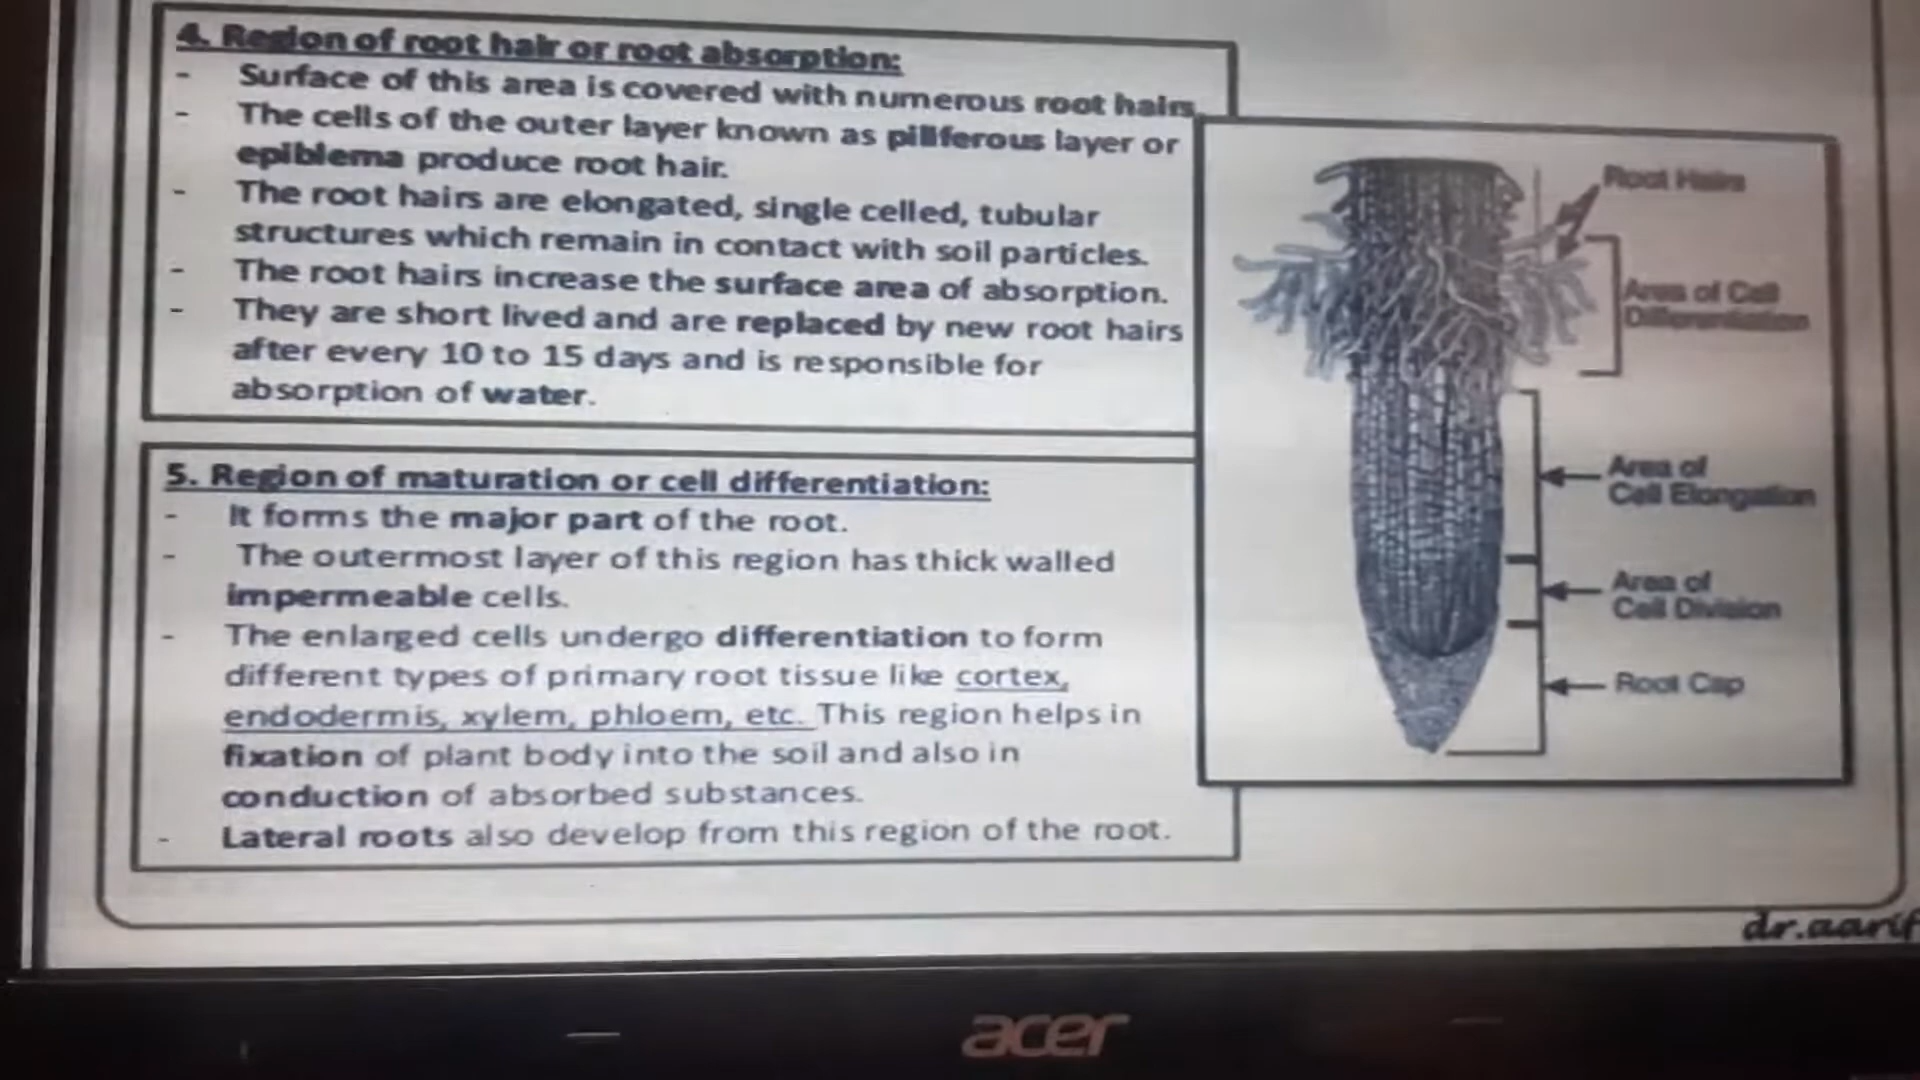 4. Region of root hair or root absorption:
- Surface of this area is covered with numerous root hairs.
- The cells of the outer layer known as piliferous layer or
epiblema produce root hair.
- The root hairs are elongated, single celled, tubular
structures which remain in contact with soil particles.
- The root hairs increase the surface area of absorption.
- They are short lived and are replaced by new root hairs
after every 10 to 15 days and is responsible for
absorption of water.
5. Region of maturation or cell differentiation:
- It forms the major part of the root.
- The outermost layer of this region has thick walled
impermeable cells.
- The enlarged cells undergo differentiation to form
different types of primary root tissue like cortex,
endodermis, xylem, phloem, etc. This region helps in
fixation of plant body into the soil and also in
conduction of absorbed substances.
- Lateral roots also develop from this region of the root.
Root Hairs
Area of Cell
Differentiation
Area of
Cell Elongation
Area of
Cell Division
Root Cap
dr.aarif
acer